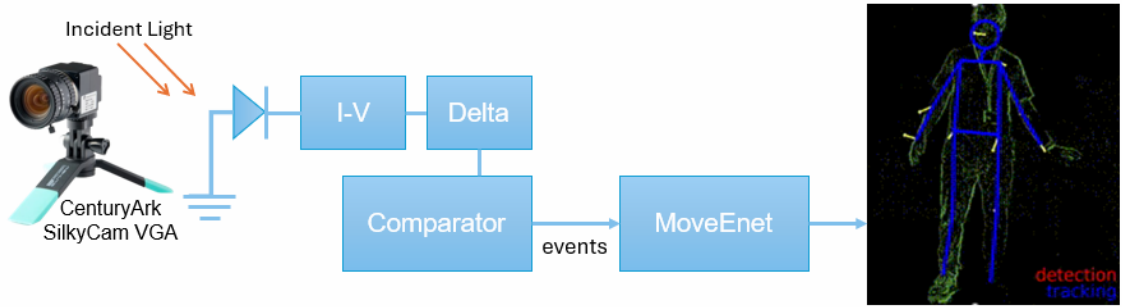 Incident Light
I-V
Delta
CenturyArk
SilkyCam VGA
Comparator
events
MoveEnet
detection
tracking